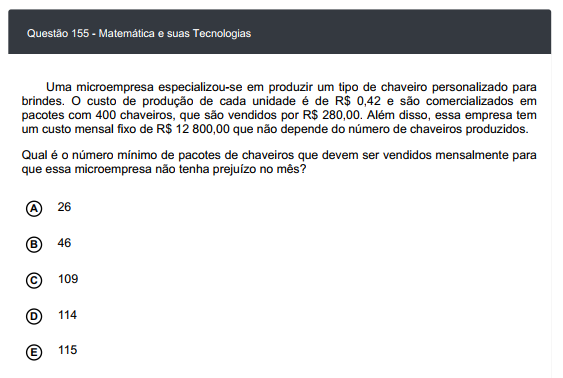 Questão 155 - Matemática e suas Tecnologias
Uma microempresa especializou-se em produzir um tipo de chaveiro personalizado para
brindes. O custo de produção de cada unidade é de R$ 0,42 e são comercializados em
pacotes com 400 chaveiros, que são vendidos por R$ 280,00. Além disso, essa empresa tem
um custo mensal fixo de R$ 12 800,00 que não depende do número de chaveiros produzidos.
Qual é o número mínimo de pacotes de chaveiros que devem ser vendidos mensalmente para
que essa microempresa não tenha prejuízo no mês?
A 26
B 46
C 109
D 114
E 115